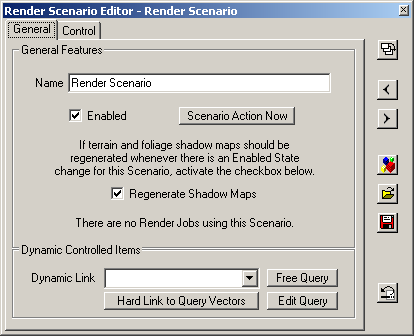 Render Scenario Editor - Render Scenario
General Control
General Features
Name Render Scenario
Enabled Scenario Action Now
If terrain and foliage shadow maps should be
regenerated whenever there is an Enabled State
change for this Scenario, activate the checkbox below.
Regenerate Shadow Maps
There are no Render Jobs using this Scenario.
Dynamic Controlled Items
Dynamic Link Free Query
Hard Link to Query Vectors Edit Query